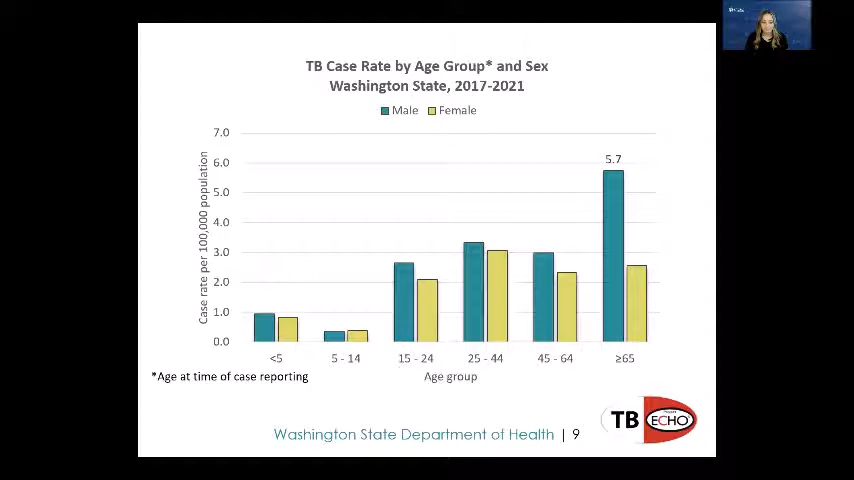 TB Case Rate by Age Group* and Sex
Washington State, 2017-2021
Male Female
7.0
6.0
5.0
4.0
3.0
2.0
1.0
0.0
Case rate per 100,000 population
5.7
<5 5 - 14 15 - 24 25 - 44 45 - 64 ≥65
*Age at time of case reporting
Age group
Washington State Department of Health | 9
TB ECHO